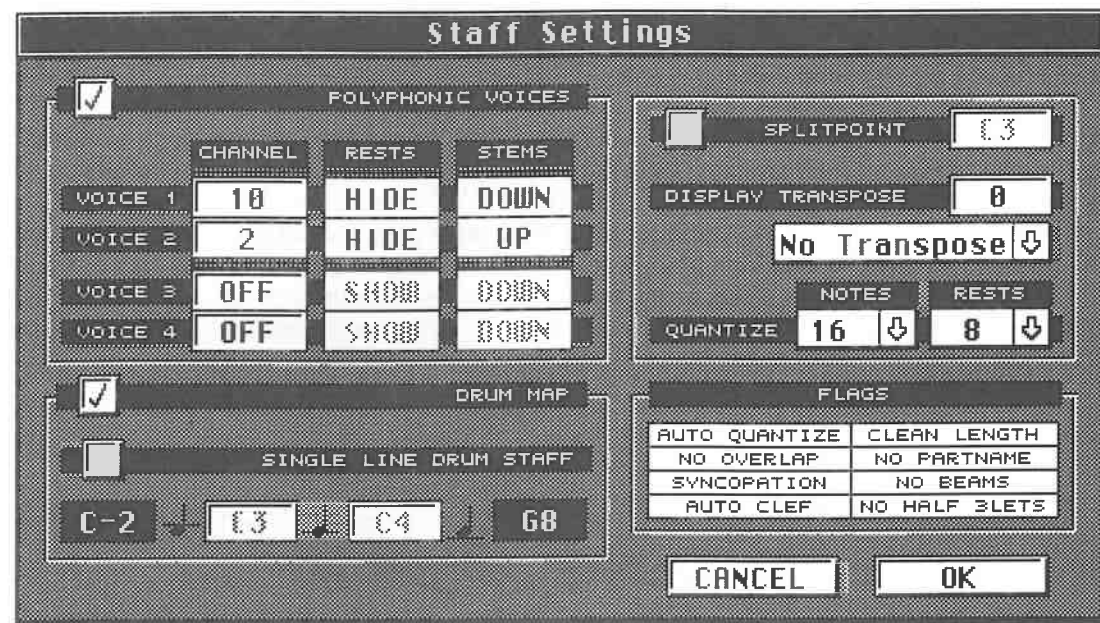 Staff Settings
POLYPHONIC VOICES
CHANNEL RESTS STEMS
VOICE 1 10 HIDE DOWN
VOICE 2 2 HIDE UP
VOICE 3 OFF SHOW DOWN
VOICE 4 OFF SHOW DOWN
DRUM MAP
SINGLE LINE DRUM STAFF
C-2 C3 C4 G8
SPLITPOINT C3
DISPLAY TRANSPOSE 0
No Transpose
NOTES RESTS
QUANTIZE 16 8
FLAGS
AUTO QUANTIZE CLEAN LENGTH
NO OVERLAP NO PARTNAME
SYNCOPATION NO BEAMS
AUTO CLEF NO HALF 3LETS
CANCEL OK